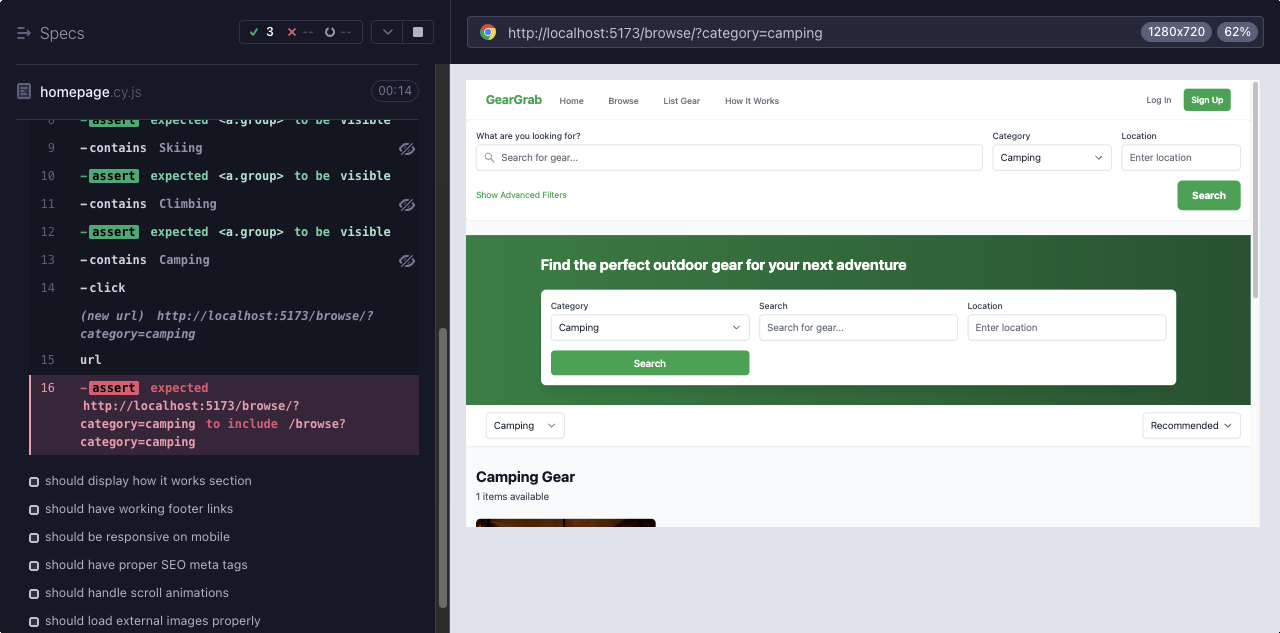 Specs
3 -- --
homepage.cy.js 00:14
8 -assert expected <a.group> to be visible
9 -contains Skiing
10 -assert expected <a.group> to be visible
11 -contains Climbing
12 -assert expected <a.group> to be visible
13 -contains Camping
14 -click
(new url) http://localhost:5173/browse/?
category=camping
15 url
16 -assert expected
http://localhost:5173/browse/?
category=camping to include /browse?
category=camping
should display how it works section
should have working footer links
should be responsive on mobile
should have proper SEO meta tags
should handle scroll animations
should load external images properly
http://localhost:5173/browse/?category=camping 1280x720 62%
GearGrab Home Browse List Gear How It Works Log In Sign Up
What are you looking for? Category Location
Search for gear... Camping Enter location
Show Advanced Filters Search
Find the perfect outdoor gear for your next adventure
Category Search Location
Camping Search for gear... Enter location
Search
Camping Recommended
Camping Gear
1 items available